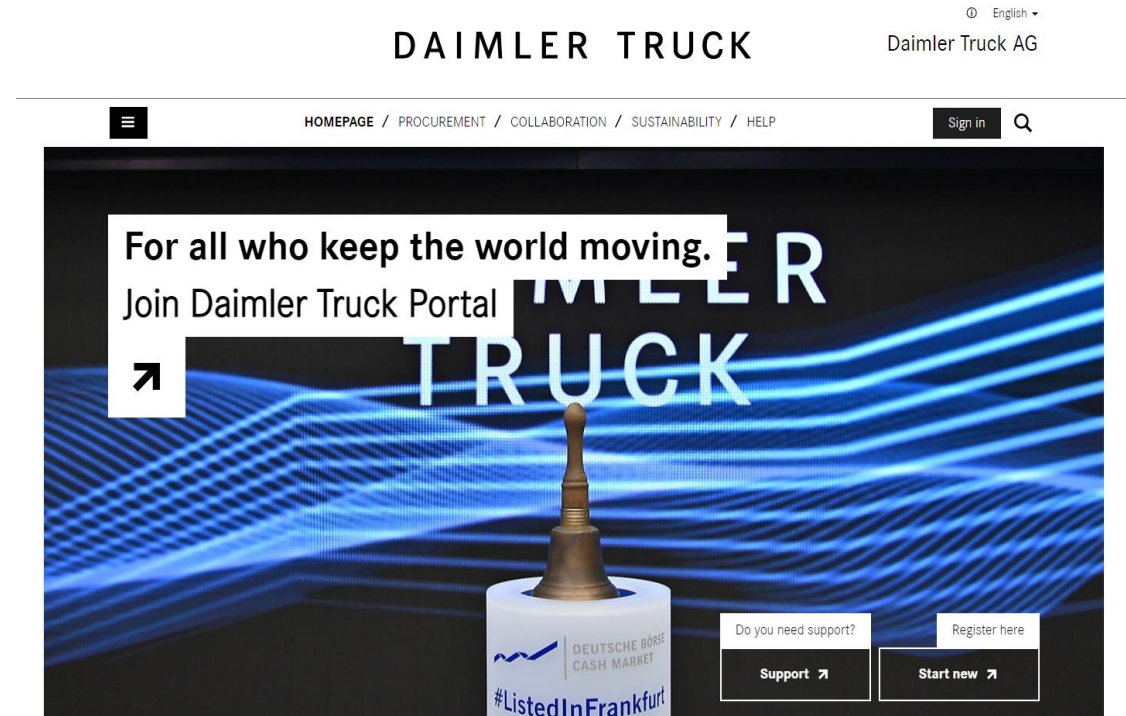 ⓘ English
DAIMLER TRUCK
Daimler Truck AG
HOMEPAGE / PROCUREMENT / COLLABORATION / SUSTAINABILITY / HELP
Sign in
For all who keep the world moving.
Join Daimler Truck Portal
TRUCK
DEUTSCHE BÖRSE
CASH MARKET
#ListedInFrankfurt
Do you need support?
Support
Register here
Start new